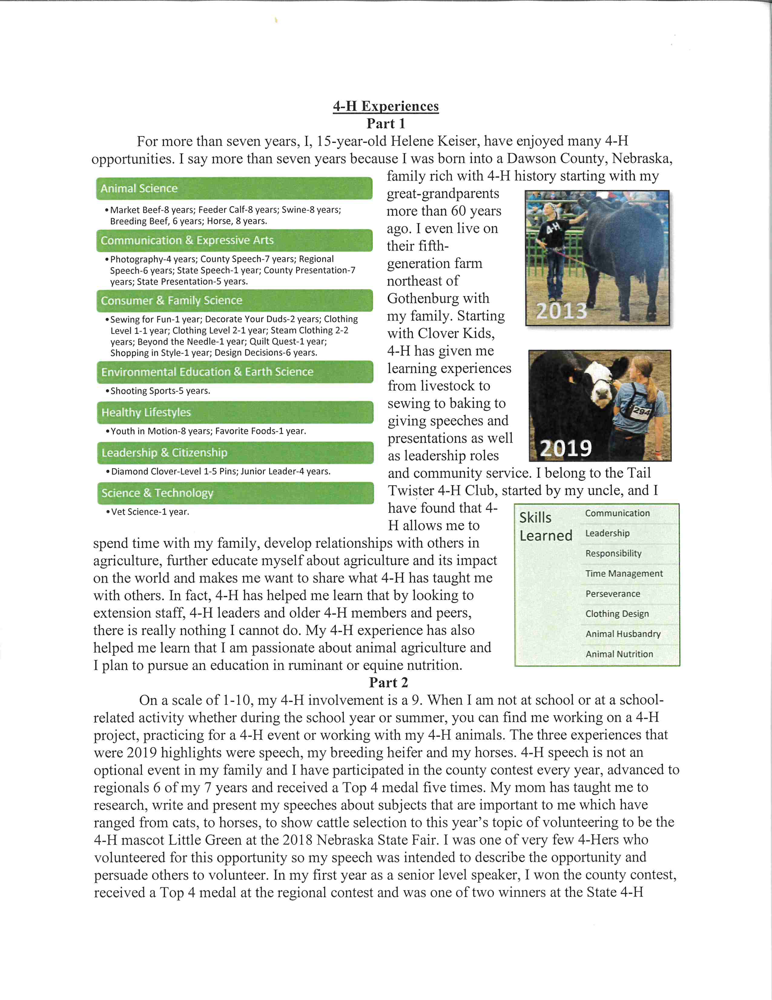 4-H Experiences
Part 1
For more than seven years, I, 15-year-old Helene Keiser, have enjoyed many 4-H
opportunities. I say more than seven years because I was born into a Dawson County, Nebraska,
family rich with 4-H history starting with my
great-grandparents
more than 60 years
ago. I even live on
their fifth-
generation farm
northeast of
Gothenburg with
my family. Starting
with Clover Kids,
4-H has given me
learning experiences
from livestock to
sewing to baking to
giving speeches and
presentations as well
as leadership roles
and community service. I belong to the Tail
Twister 4-H Club, started by my uncle, and I
have found that 4-
H allows me to
spend time with my family, develop relationships with others in
agriculture, further educate myself about agriculture and its impact
on the world and makes me want to share what 4-H has taught me
with others. In fact, 4-H has helped me learn that by looking to
extension staff, 4-H leaders and older 4-H members and peers,
there is really nothing I cannot do. My 4-H experience has also
helped me learn that I am passionate about animal agriculture and
I plan to pursue an education in ruminant or equine nutrition.
Animal Science
• Market Beef-8 years; Feeder Calf-8 years; Swine-8 years;
Breeding Beef, 6 years; Horse, 8 years.
Communication & Expressive Arts
• Photography-4 years; County Speech-7 years; Regional
Speech-6 years; State Speech-1 year; County Presentation-7
years; State Presentation-5 years.
Consumer & Family Science
• Sewing for Fun-1 year; Decorate Your Duds-2 years; Clothing
Level 1-1 year; Clothing Level 2-1 year; Steam Clothing 2-2
years; Beyond the Needle-1 year; Quilt Quest-1 year;
Shopping in Style-1 year; Design Decisions-6 years.
Environmental Education & Earth Science
• Shooting Sports-5 years.
Healthy Lifestyles
• Youth in Motion-8 years; Favorite Foods-1 year.
Leadership & Citizenship
• Diamond Clover-Level 1-5 Pins; Junior Leader-4 years.
Science & Technology
• Vet Science-1 year.
4-H
2013
294
2019
Skills
Learned
Communication
Leadership
Responsibility
Time Management
Perseverance
Clothing Design
Animal Husbandry
Animal Nutrition
Part 2
On a scale of 1-10, my 4-H involvement is a 9. When I am not at school or at a school-
related activity whether during the school year or summer, you can find me working on a 4-H
project, practicing for a 4-H event or working with my 4-H animals. The three experiences that
were 2019 highlights were speech, my breeding heifer and my horses. 4-H speech is not an
optional event in my family and I have participated in the county contest every year, advanced to
regionals 6 of my 7 years and received a Top 4 medal five times. My mom has taught me to
research, write and present my speeches about subjects that are important to me which have
ranged from cats, to horses, to show cattle selection to this year’s topic of volunteering to be the
4-H mascot Little Green at the 2018 Nebraska State Fair. I was one of very few 4-Hers who
volunteered for this opportunity so my speech was intended to describe the opportunity and
persuade others to volunteer. In my first year as a senior level speaker, I won the county contest,
received a Top 4 medal at the regional contest and was one of two winners at the State 4-H